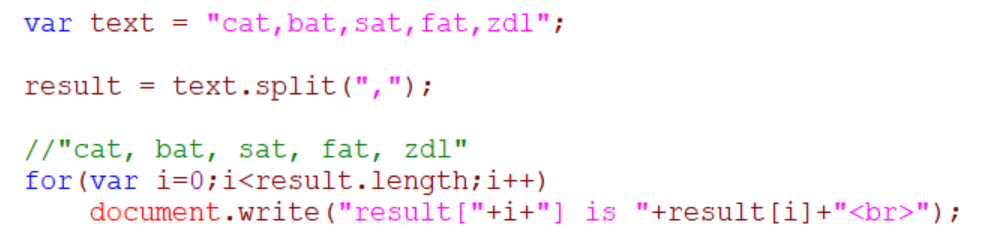 var text = "cat,bat,sat,fat,zdl";
result = text.split(",");
//"cat, bat, sat, fat, zdl"
for(var i=0;i<result.length;i++)
document.write("result["+i+"] is "+result[i]+"<br>");